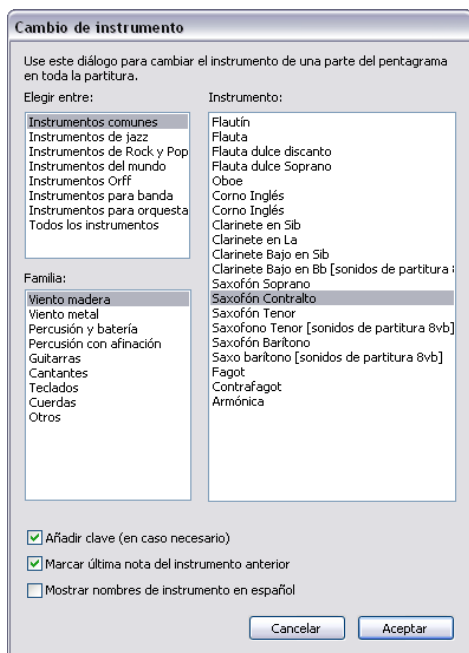 Cambio de instrumento
Use este diálogo para cambiar el instrumento de una parte del pentagrama
en toda la partitura.
Elegir entre:
Instrumentos comunes
Instrumentos de jazz
Instrumentos de Rock y Pop
Instrumentos del mundo
Instrumentos Orff
Instrumentos para banda
Instrumentos para orquesta
Todos los instrumentos
Familia:
Viento madera
Viento metal
Percusión y batería
Percusión con afinación
Guitarras
Cantantes
Teclados
Cuerdas
Otros
Instrumento:
Flautín
Flauta
Flauta dulce discanto
Flauta dulce Soprano
Oboe
Corno Inglés
Corno Inglés
Clarinete en Sib
Clarinete en La
Clarinete Bajo en Sib
Clarinete Bajo en Bb [sonidos de partitura 8
Saxofón Soprano
Saxofón Contralto
Saxofón Tenor
Saxofono Tenor [sonidos de partitura 8vb]
Saxofón Barítono
Saxo barítono [sonidos de partitura 8vb]
Fagot
Contrafagot
Armónica
Añadir clave (en caso necesario)
Marcar última nota del instrumento anterior
Mostrar nombres de instrumento en español
Cancelar
Aceptar